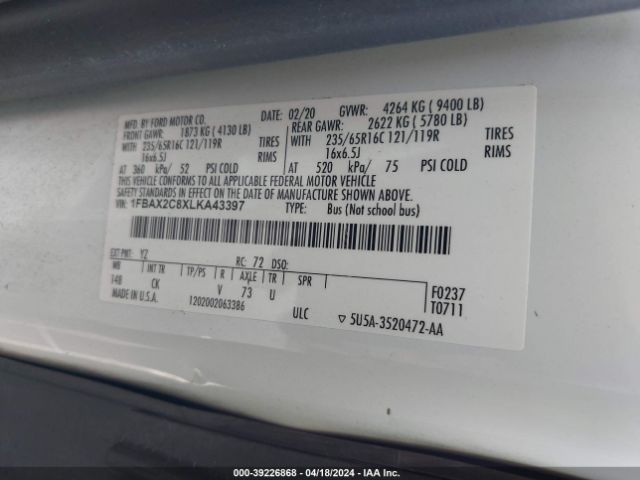 MFD. BY FORD MOTOR CO.
DATE: 02/20 GVWR: 4264 KG ( 9400 LB)
FRONT GAWR: 1873 KG ( 4130 LB)
REAR GAWR: 2622 KG ( 5780 LB)
WITH 235/65R16C 121/119R TIRES
WITH 235/65R16C 121/119R TIRES
16x6.5J RIMS
16x6.5J RIMS
AT 360 kPa/ 52 PSI COLD
AT 520 kPa/ 75 PSI COLD
THIS VEHICLE CONFORMS TO ALL APPLICABLE FEDERAL MOTOR VEHICLE
SAFETY STANDARDS IN EFFECT ON THE DATE OF MANUFACTURE SHOWN ABOVE.
VIN: 1FBAX2C8XLKA43397
TYPE: Bus (Not school bus)
EXT PNT: YZ RC: 72 DSO:
WB INT TR TP/PS R AXLE TR SPR
148 CK V 73 U
F0237
T0711
MADE IN U.S.A. 1202002063386 ULC ▽ 5U5A-3520472-AA
000-39226868 - 04/18/2024 - IAA Inc.